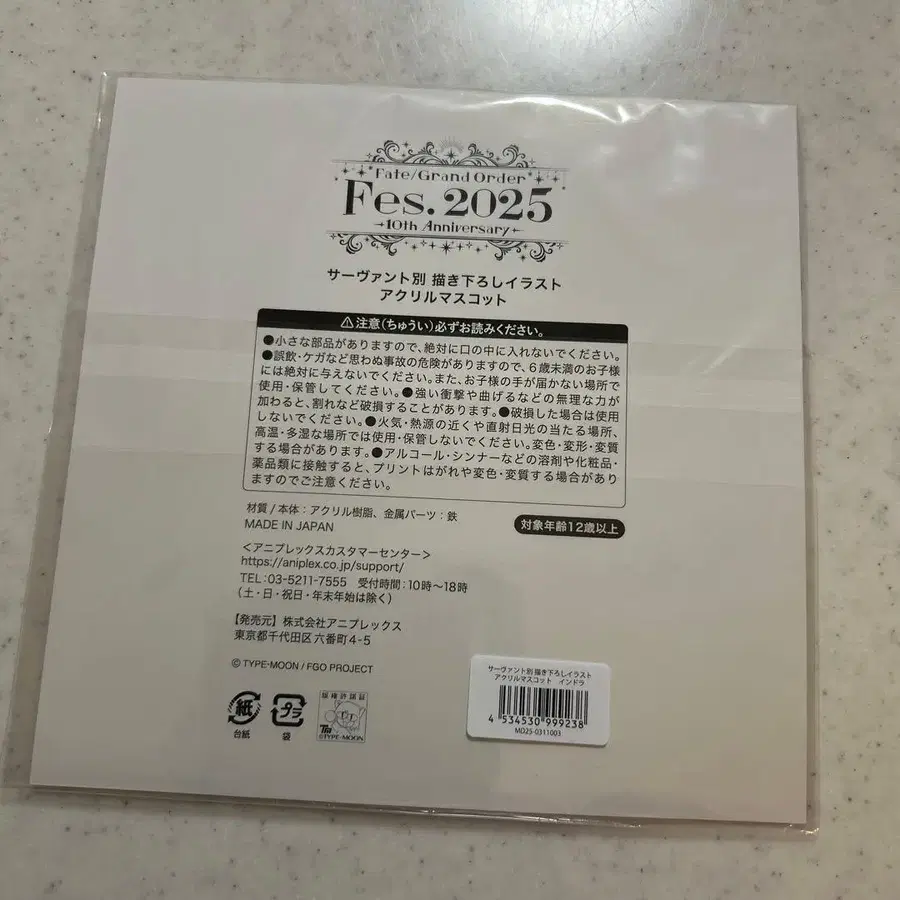 Fate/Grand Order
Fes. 2025
10th Anniversary
サーヴァント別 描き下ろしイラスト
アクリルマスコット
⚠注意(ちゅうい)必ずお読みください。
●小さな部品がありますので、絶対に口の中に入れないでください。
●誤飲・ケガなど思わぬ事故の危険がありますので、6歳未満のお子様
には絶対に与えないでください。また、お子様の手が届かない場所で
使用・保管してください。●強い衝撃や曲げるなどの無理な力が
加わると、割れなど破損することがあります。●破損した場合は使用
しないでください。●火気・熱源の近くや直射日光の当たる場所、
高温・多湿な場所では使用・保管しないでください。変色・変形・変質
する場合があります。●アルコール・シンナーなどの溶剤や化粧品・
薬品類に接触すると、プリントはがれや変色・変質する場合があり
ますのでご注意ください。
材質 / 本体:アクリル樹脂、金属パーツ:鉄
MADE IN JAPAN
対象年齢12歳以上
<アニプレックスカスタマーセンター>
https://aniplex.co.jp/support/
TEL:03-5211-7555 受付時間:10時〜18時
(土・日・祝日・年末年始は除く)
【発売元】株式会社アニプレックス
東京都千代田区六番町4-5
© TYPE-MOON / FGO PROJECT
紙
台紙
プラ
袋
版権許諾証
TM
©TYPE-MOON
サーヴァント別 描き下ろしイラスト
アクリルマスコット インドラ
4 534530 999238
MD25-0311003